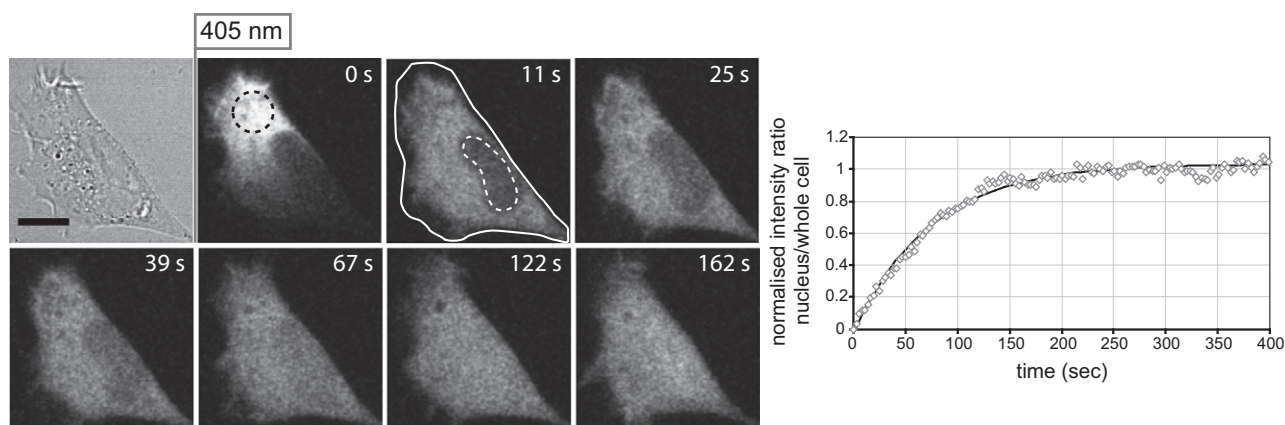 405 nm
0 s
11 s
25 s
39 s
67 s
122 s
162 s
normalised intensity ratio
nucleus/whole cell
1.2
1
0.8
0.6
0.4
0.2
0
0 50 100 150 200 250 300 350 400
time (sec)